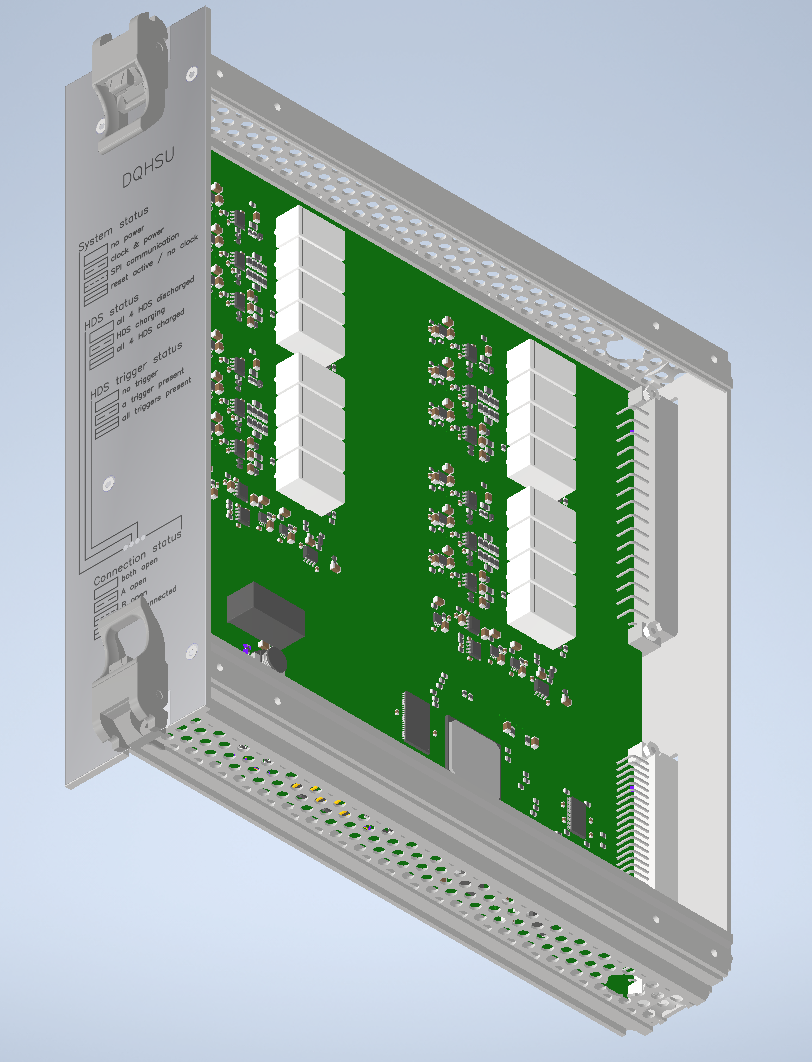 DQHSU
System status
no power
clock & power
SPI communication
reset active / no clock
HDS status
all 4 HDS discharged
HDS charging
all 4 HDS charged
HDS trigger status
no trigger
a trigger present
all triggers present
Connection status
both open
A open
B open
nnected